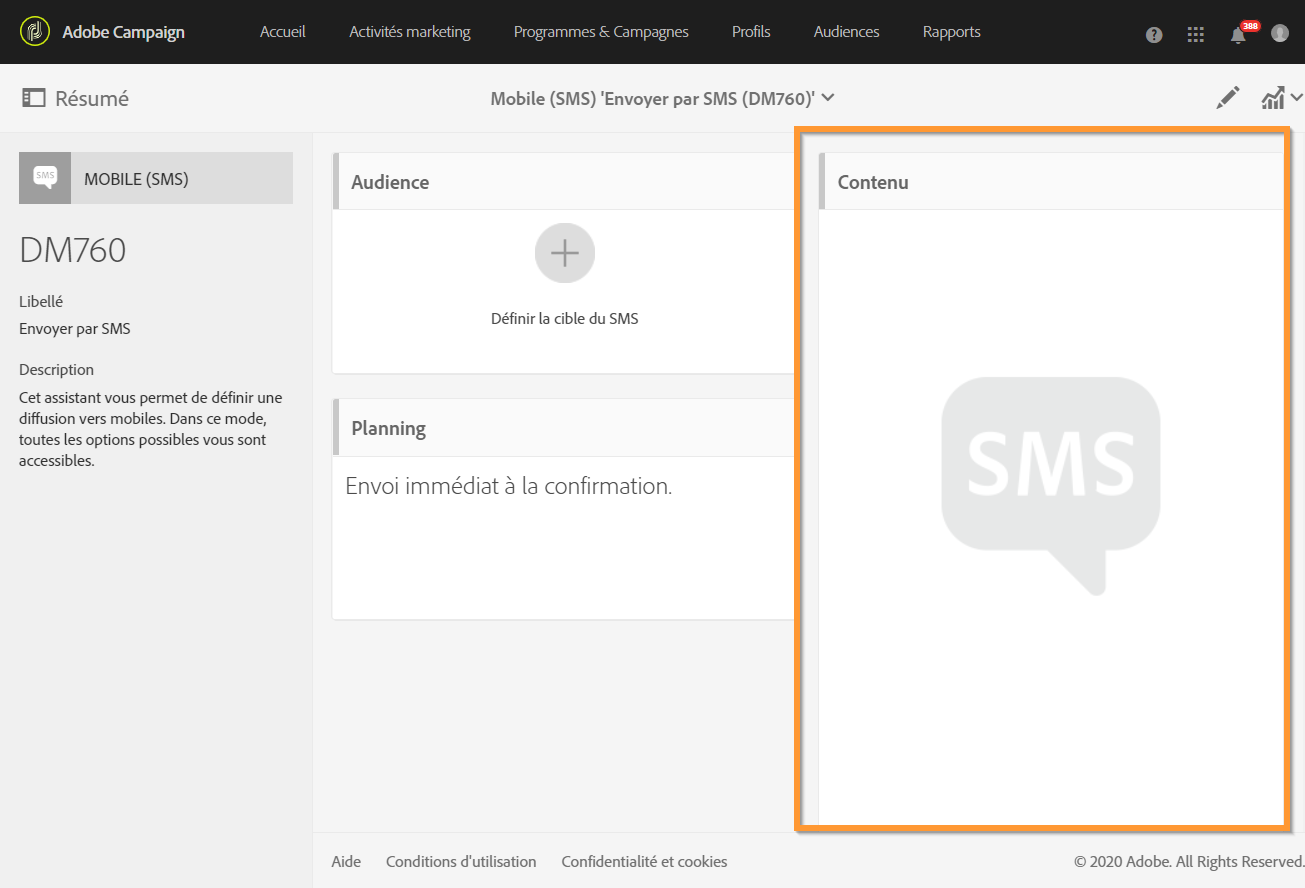 Adobe Campaign
Accueil
Activités marketing
Programmes & Campagnes
Profils
Audiences
Rapports
?
388
Résumé
Mobile (SMS) 'Envoyer par SMS (DM760)'
SMS
MOBILE (SMS)
DM760
Libellé
Envoyer par SMS
Description
Cet assistant vous permet de définir une
diffusion vers mobiles. Dans ce mode,
toutes les options possibles vous sont
accessibles.
Audience
Définir la cible du SMS
Planning
Envoi immédiat à la confirmation.
Contenu
SMS
Aide
Conditions d'utilisation
Confidentialité et cookies
© 2020 Adobe. All Rights Reserved.